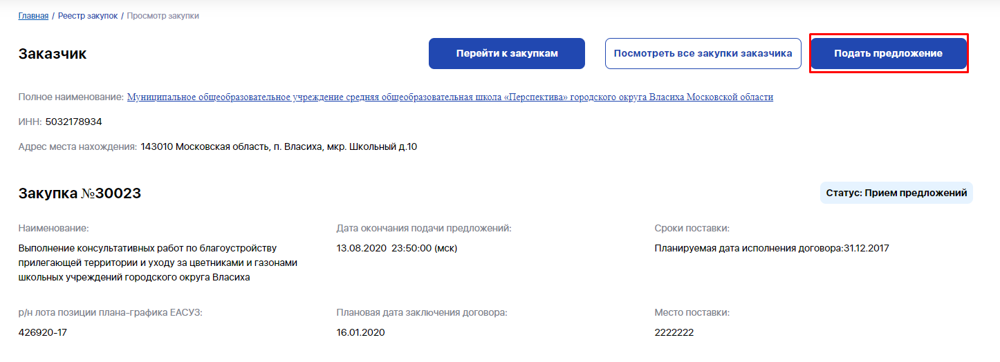 Главная / Реестр закупок / Просмотр закупки
Заказчик
Перейти к закупкам
Посмотреть все закупки заказчика
Подать предложение
Полное наименование: Муниципальное общеобразовательное учреждение средняя общеобразовательная школа «Перспектива» городского округа Власиха Московской области
ИНН: 5032178934
Адрес места нахождения: 143010 Московская область, п. Власиха, мкр. Школьный д.10
Закупка №30023
Статус: Прием предложений
Наименование:
Выполнение консультативных работ по благоустройству
прилегающей территории и уходу за цветниками и газонами
школьных учреждений городского округа Власиха
Дата окончания подачи предложений:
13.08.2020 23:50:00 (мск)
Сроки поставки:
Планируемая дата исполнения договора:31.12.2017
р/н лота позиции плана-графика ЕАСУЗ:
426920-17
Плановая дата заключения договора:
16.01.2020
Место поставки:
2222222